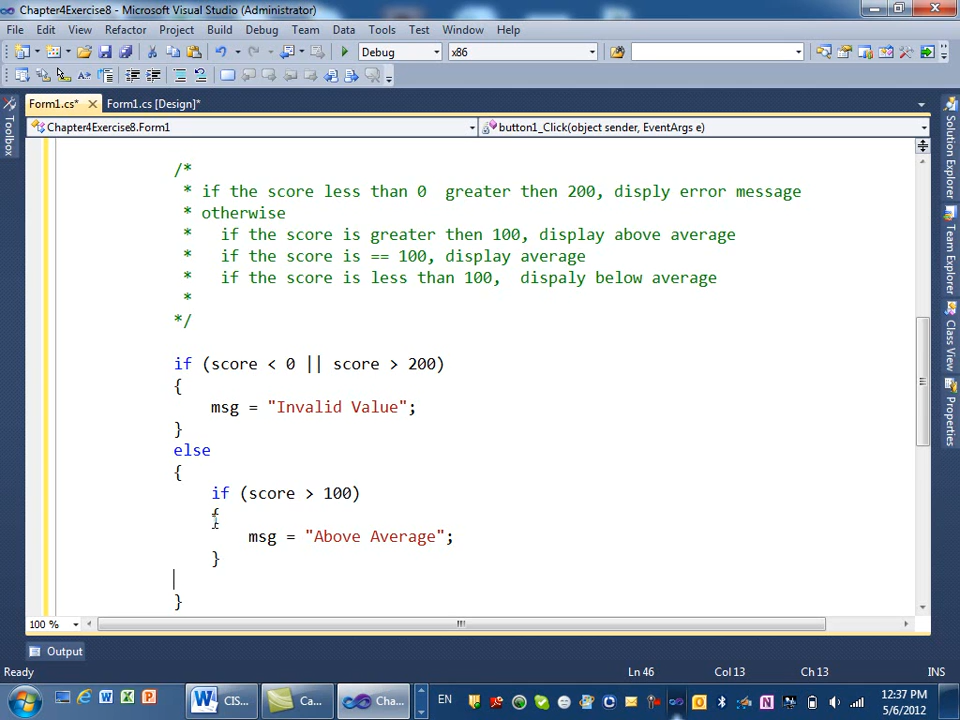 Chapter4Exercise8 - Microsoft Visual Studio (Administrator)
File Edit View Refactor Project Build Debug Team Data Tools Test Window Help
Debug x86
Form1.cs* Form1.cs [Design]*
Chapter4Exercise8.Form1 button1_Click(object sender, EventArgs e)
/*
* if the score less than 0  greater then 200, disply error message
* otherwise
*   if the score is greater then 100, display above average
*   if the score is == 100, display average
*   if the score is less than 100,  dispaly below average
*
*/
if (score < 0 || score > 200)
{
msg = "Invalid Value";
}
else
{
if (score > 100)
{
msg = "Above Average";
}
}
Toolbox
Solution Explorer
Team Explorer
Class View
Properties
100 %
Output
Ready Ln 46 Col 13 Ch 13 INS
CIS... Ca... Cha... EN 12:37 PM
5/6/2012